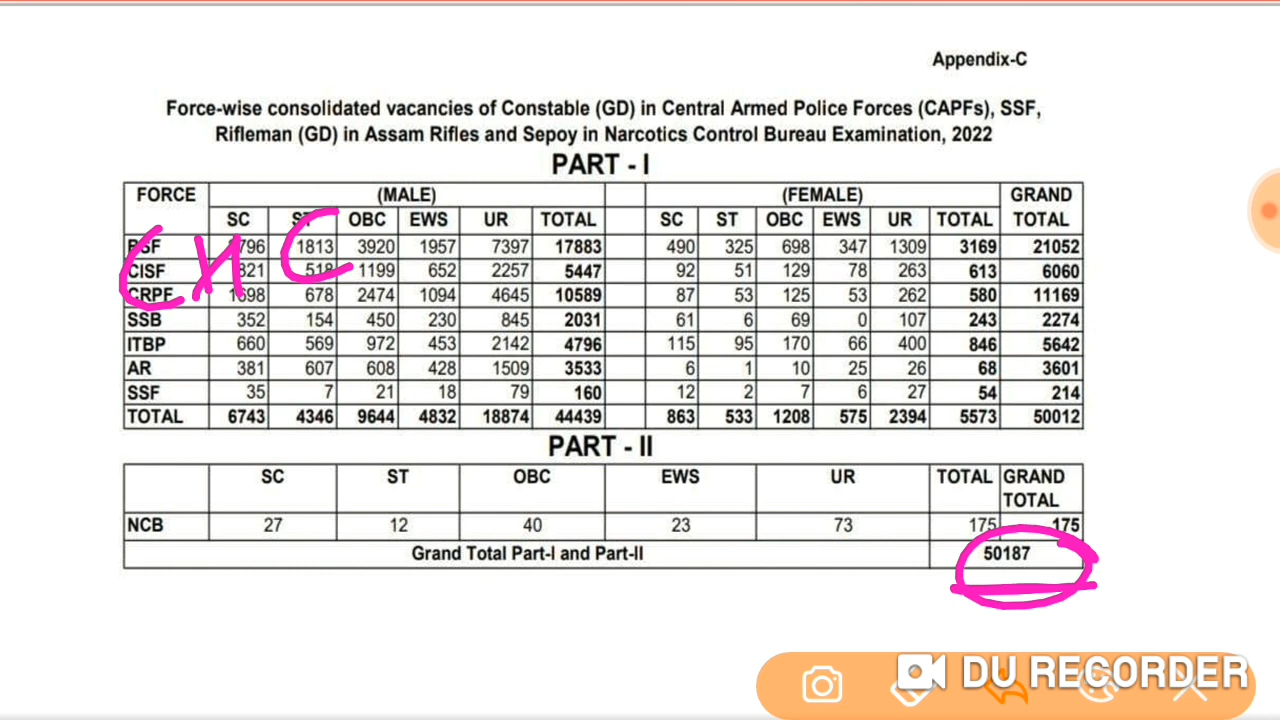 Appendix-C
Force-wise consolidated vacancies of Constable (GD) in Central Armed Police Forces (CAPFs), SSF,
Rifleman (GD) in Assam Rifles and Sepoy in Narcotics Control Bureau Examination, 2022
PART - I
FORCE (MALE) (FEMALE) GRAND
SC ST OBC EWS UR TOTAL SC ST OBC EWS UR TOTAL TOTAL
BSF 2796 1813 3920 1957 7397 17883 490 325 698 347 1309 3169 21052
CISF 821 518 1199 652 2257 5447 92 51 129 78 263 613 6060
CRPF 1698 678 2474 1094 4645 10589 87 53 125 53 262 580 11169
SSB 352 154 450 230 845 2031 61 6 69 0 107 243 2274
ITBP 660 569 972 453 2142 4796 115 95 170 66 400 846 5642
AR 381 607 608 428 1509 3533 6 1 10 25 26 68 3601
SSF 35 7 21 18 79 160 12 2 7 6 27 54 214
TOTAL 6743 4346 9644 4832 18874 44439 863 533 1208 575 2394 5573 50012
PART - II
SC ST OBC EWS UR TOTAL GRAND
TOTAL
NCB 27 12 40 23 73 175 175
Grand Total Part-I and Part-II 50187
DU RECORDER